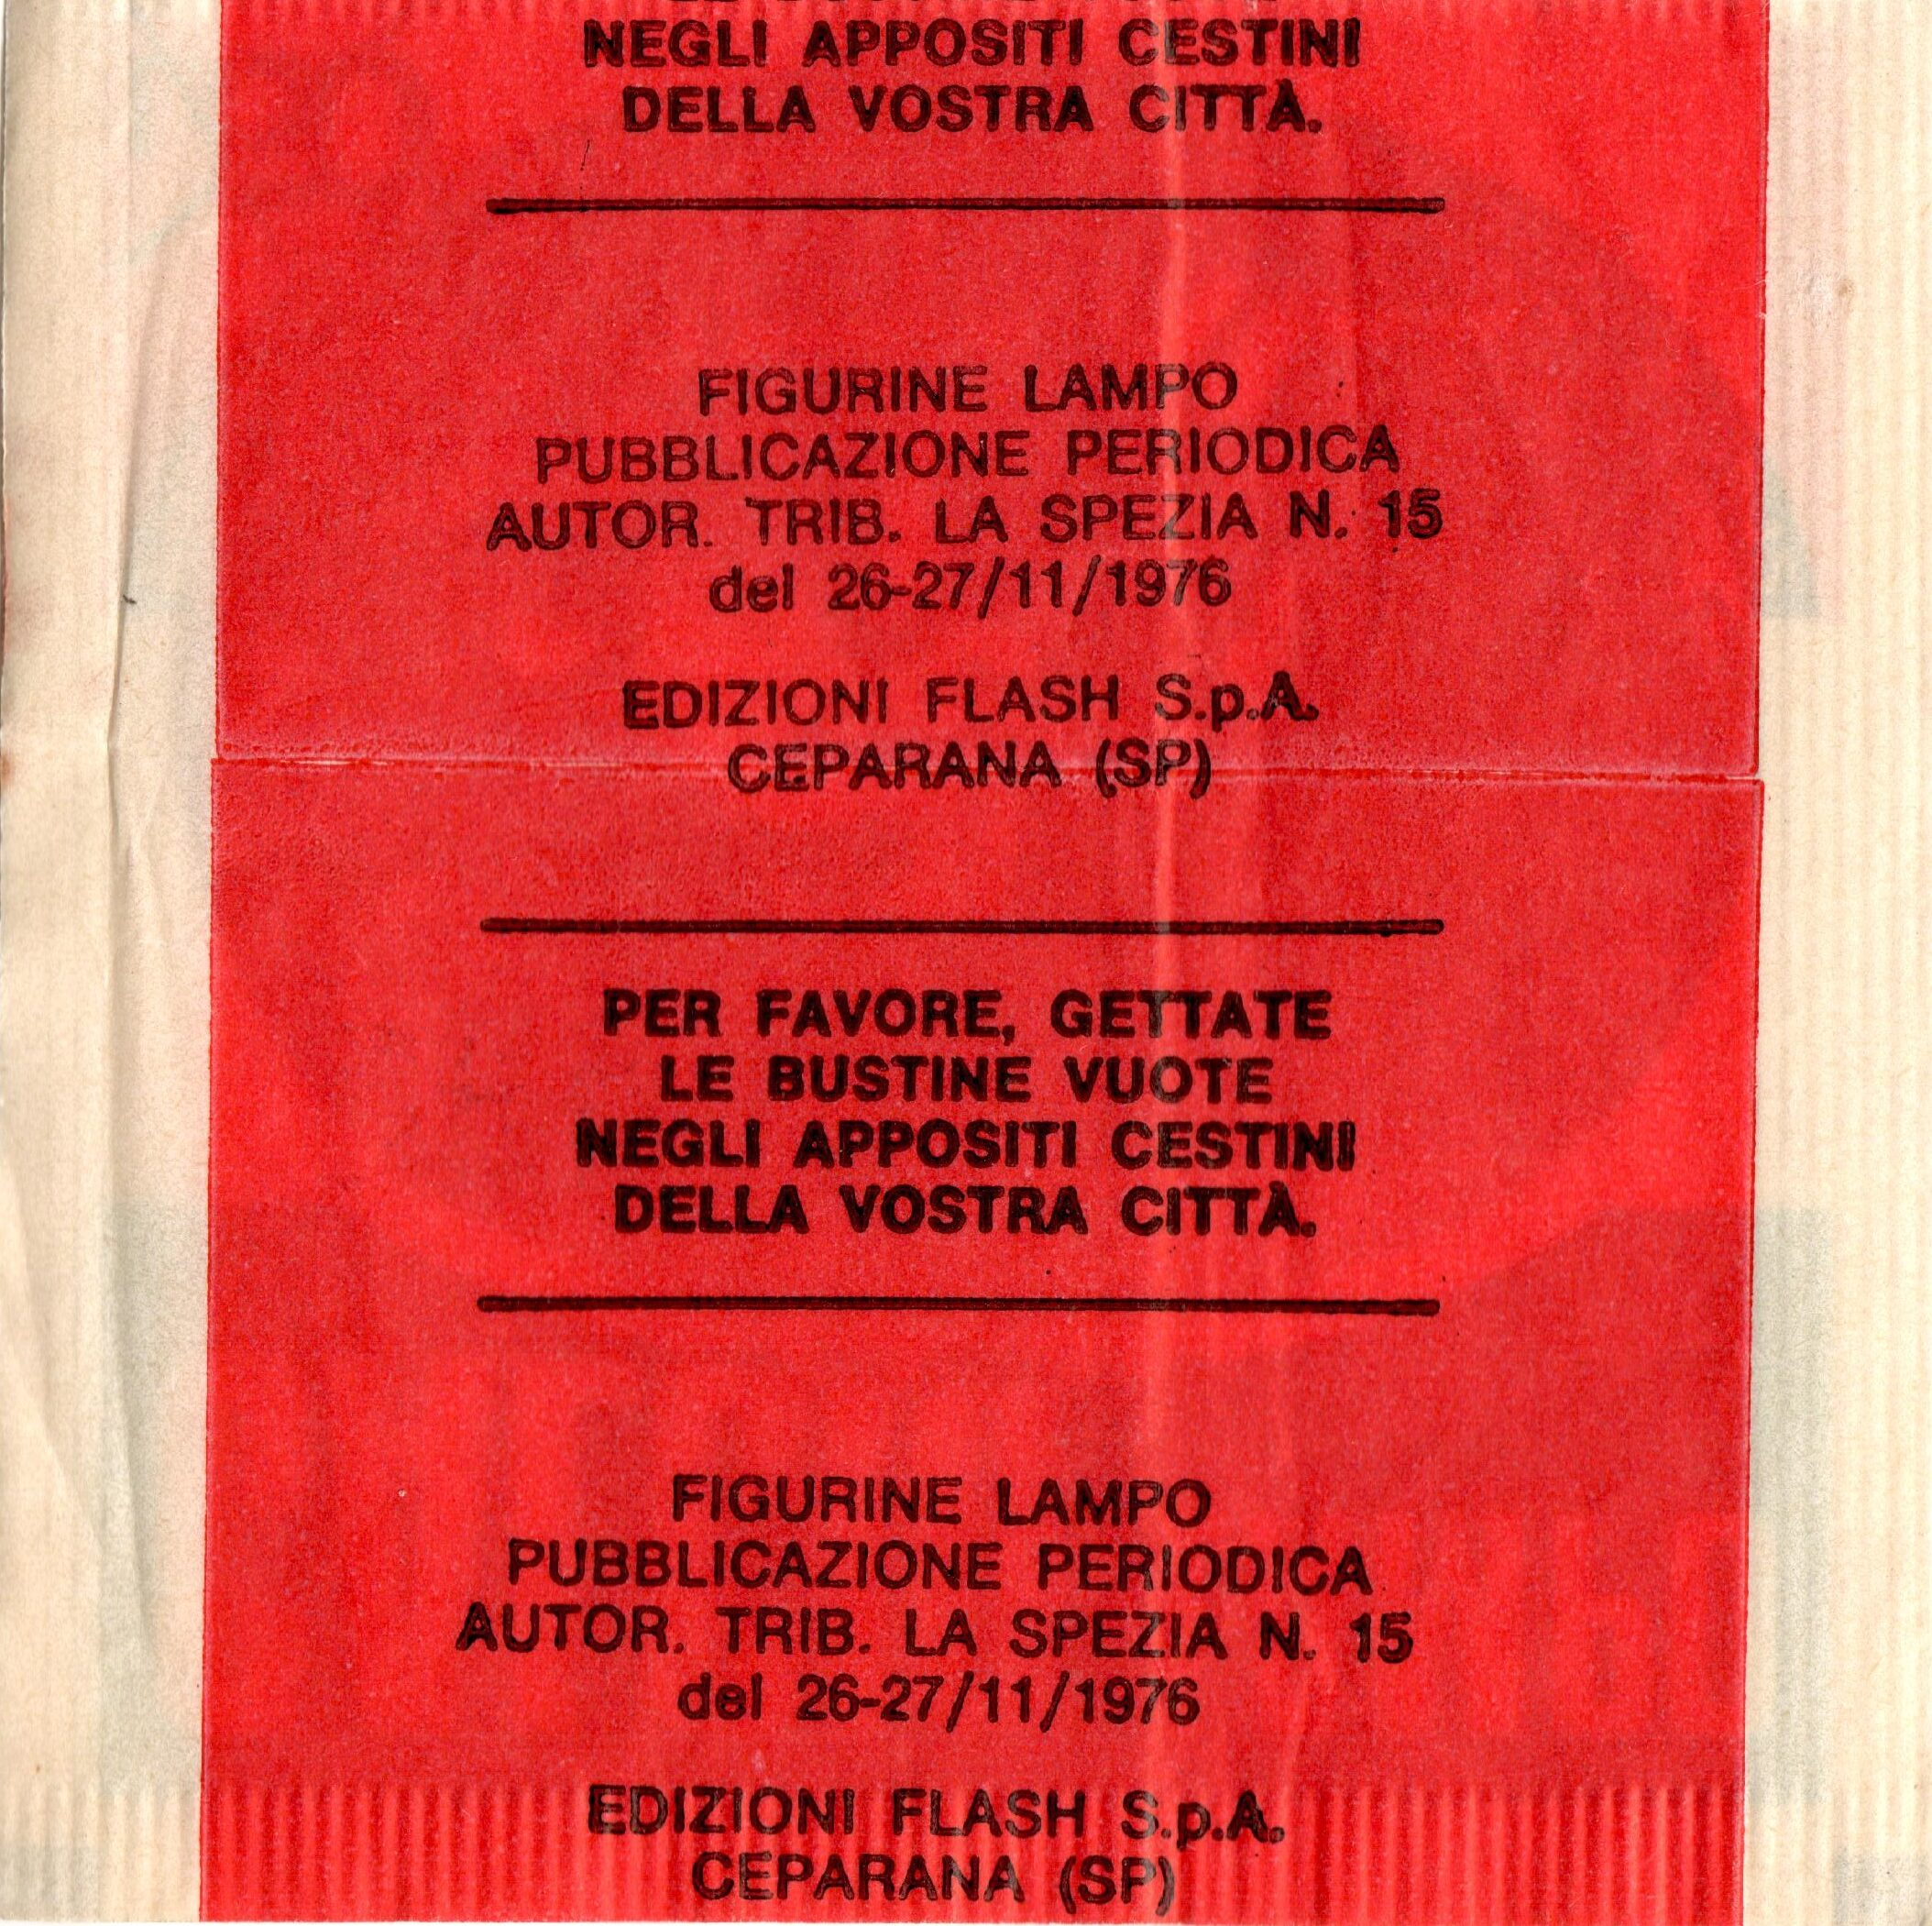 NEGLI APPOSITI CESTINI
DELLA VOSTRA CITTÀ.
FIGURINE LAMPO
PUBBLICAZIONE PERIODICA
AUTOR. TRIB. LA SPEZIA N. 15
del 26-27/11/1976
EDIZIONI FLASH S.p.A.
CEPARANA (SP)
PER FAVORE, GETTATE
LE BUSTINE VUOTE
NEGLI APPOSITI CESTINI
DELLA VOSTRA CITTÀ.
FIGURINE LAMPO
PUBBLICAZIONE PERIODICA
AUTOR. TRIB. LA SPEZIA N. 15
del 26-27/11/1976
EDIZIONI FLASH S.p.A.
CEPARANA (SP)